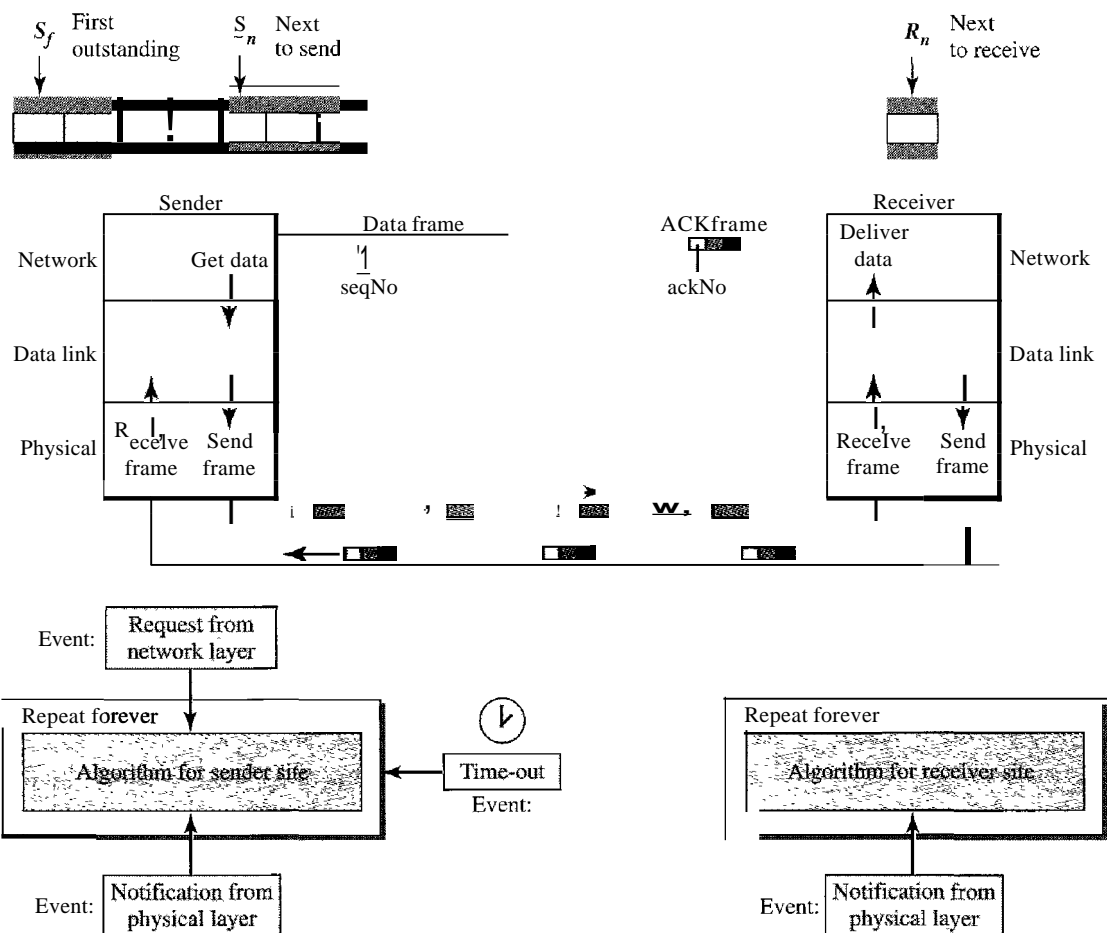 Sf First
outstanding
Sn Next
to send
Rn Next
to receive
Sender
Data frame
ACKframe
Receiver
Network
Get data
seqNo
ackNo
Deliver
data
Network
Data link
Data link
Physical
Receive
frame
Send
frame
ReceIve
frame
Send
frame
Physical
Event:
Request from
network layer
Repeat forever
Algorithm for sender site
Time-out
Event:
Event:
Notification from
physical layer
Repeat forever
Algorithm for receiver site
Event:
Notification from
physical layer